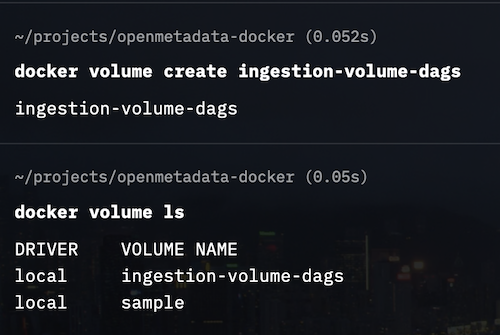 ~/projects/openmetadata-docker (0.052s)
docker volume create ingestion-volume-dags
ingestion-volume-dags
~/projects/openmetadata-docker (0.05s)
docker volume ls
DRIVER    VOLUME NAME
local     ingestion-volume-dags
local     sample